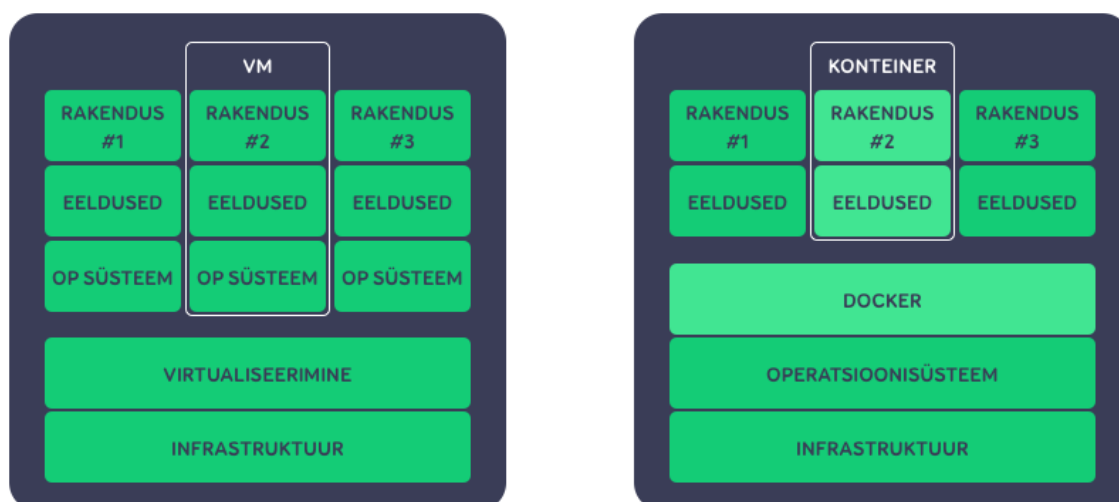 VM
RAKENDUS
#1
RAKENDUS
#2
RAKENDUS
#3
EELDUSED
EELDUSED
EELDUSED
OP SÜSTEEM
OP SÜSTEEM
OP SÜSTEEM
VIRTUALISEERIMINE
INFRASTRUKTUUR
KONTEINER
RAKENDUS
#1
RAKENDUS
#2
RAKENDUS
#3
EELDUSED
EELDUSED
EELDUSED
DOCKER
OPERATSIOONISÜSTEEM
INFRASTRUKTUUR